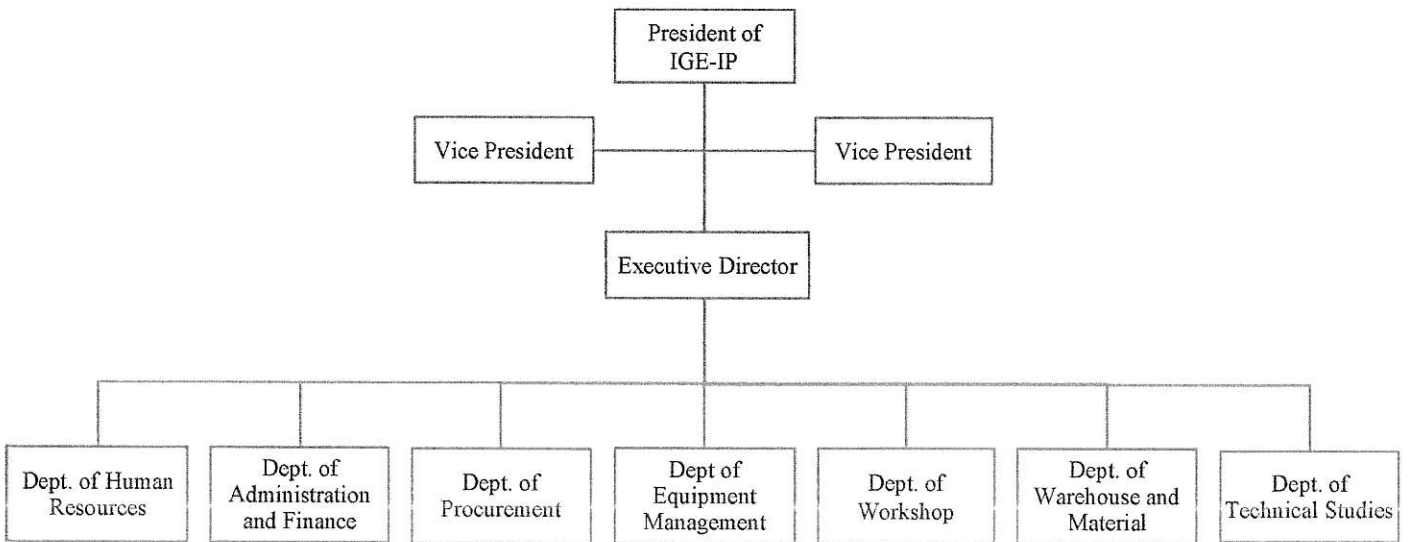 President of
IGE-IP
Vice President
Vice President
Executive Director
Dept. of Human
Resources
Dept. of
Administration
and Finance
Dept. of
Procurement
Dept of
Equipment
Management
Dept. of
Workshop
Dept. of
Warehouse and
Material
Dept. of
Technical Studies